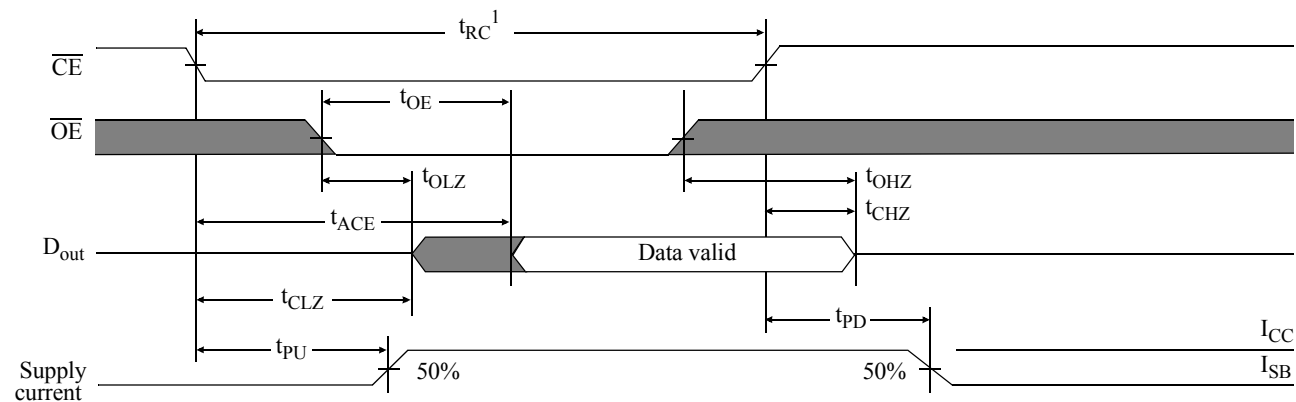 tRC1
CE
tOE
OE
tOLZ
tOHZ
tACE
tCHZ
Dout
Data valid
tCLZ
tPD
tPU
ICC
Supply
current
50%
50%
ISB